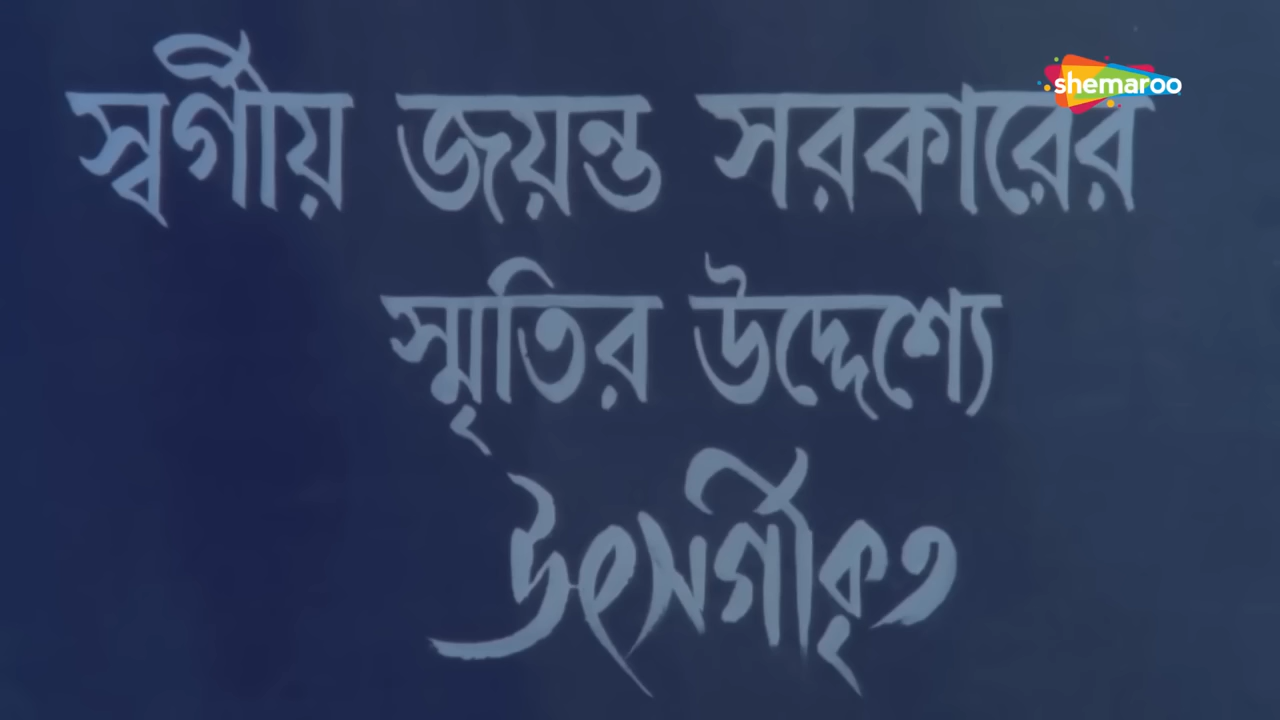 shemaroo
স্বর্গীয় জয়ন্ত সরকারের
স্মৃতির উদ্দেশ্যে
উৎসর্গীকৃত